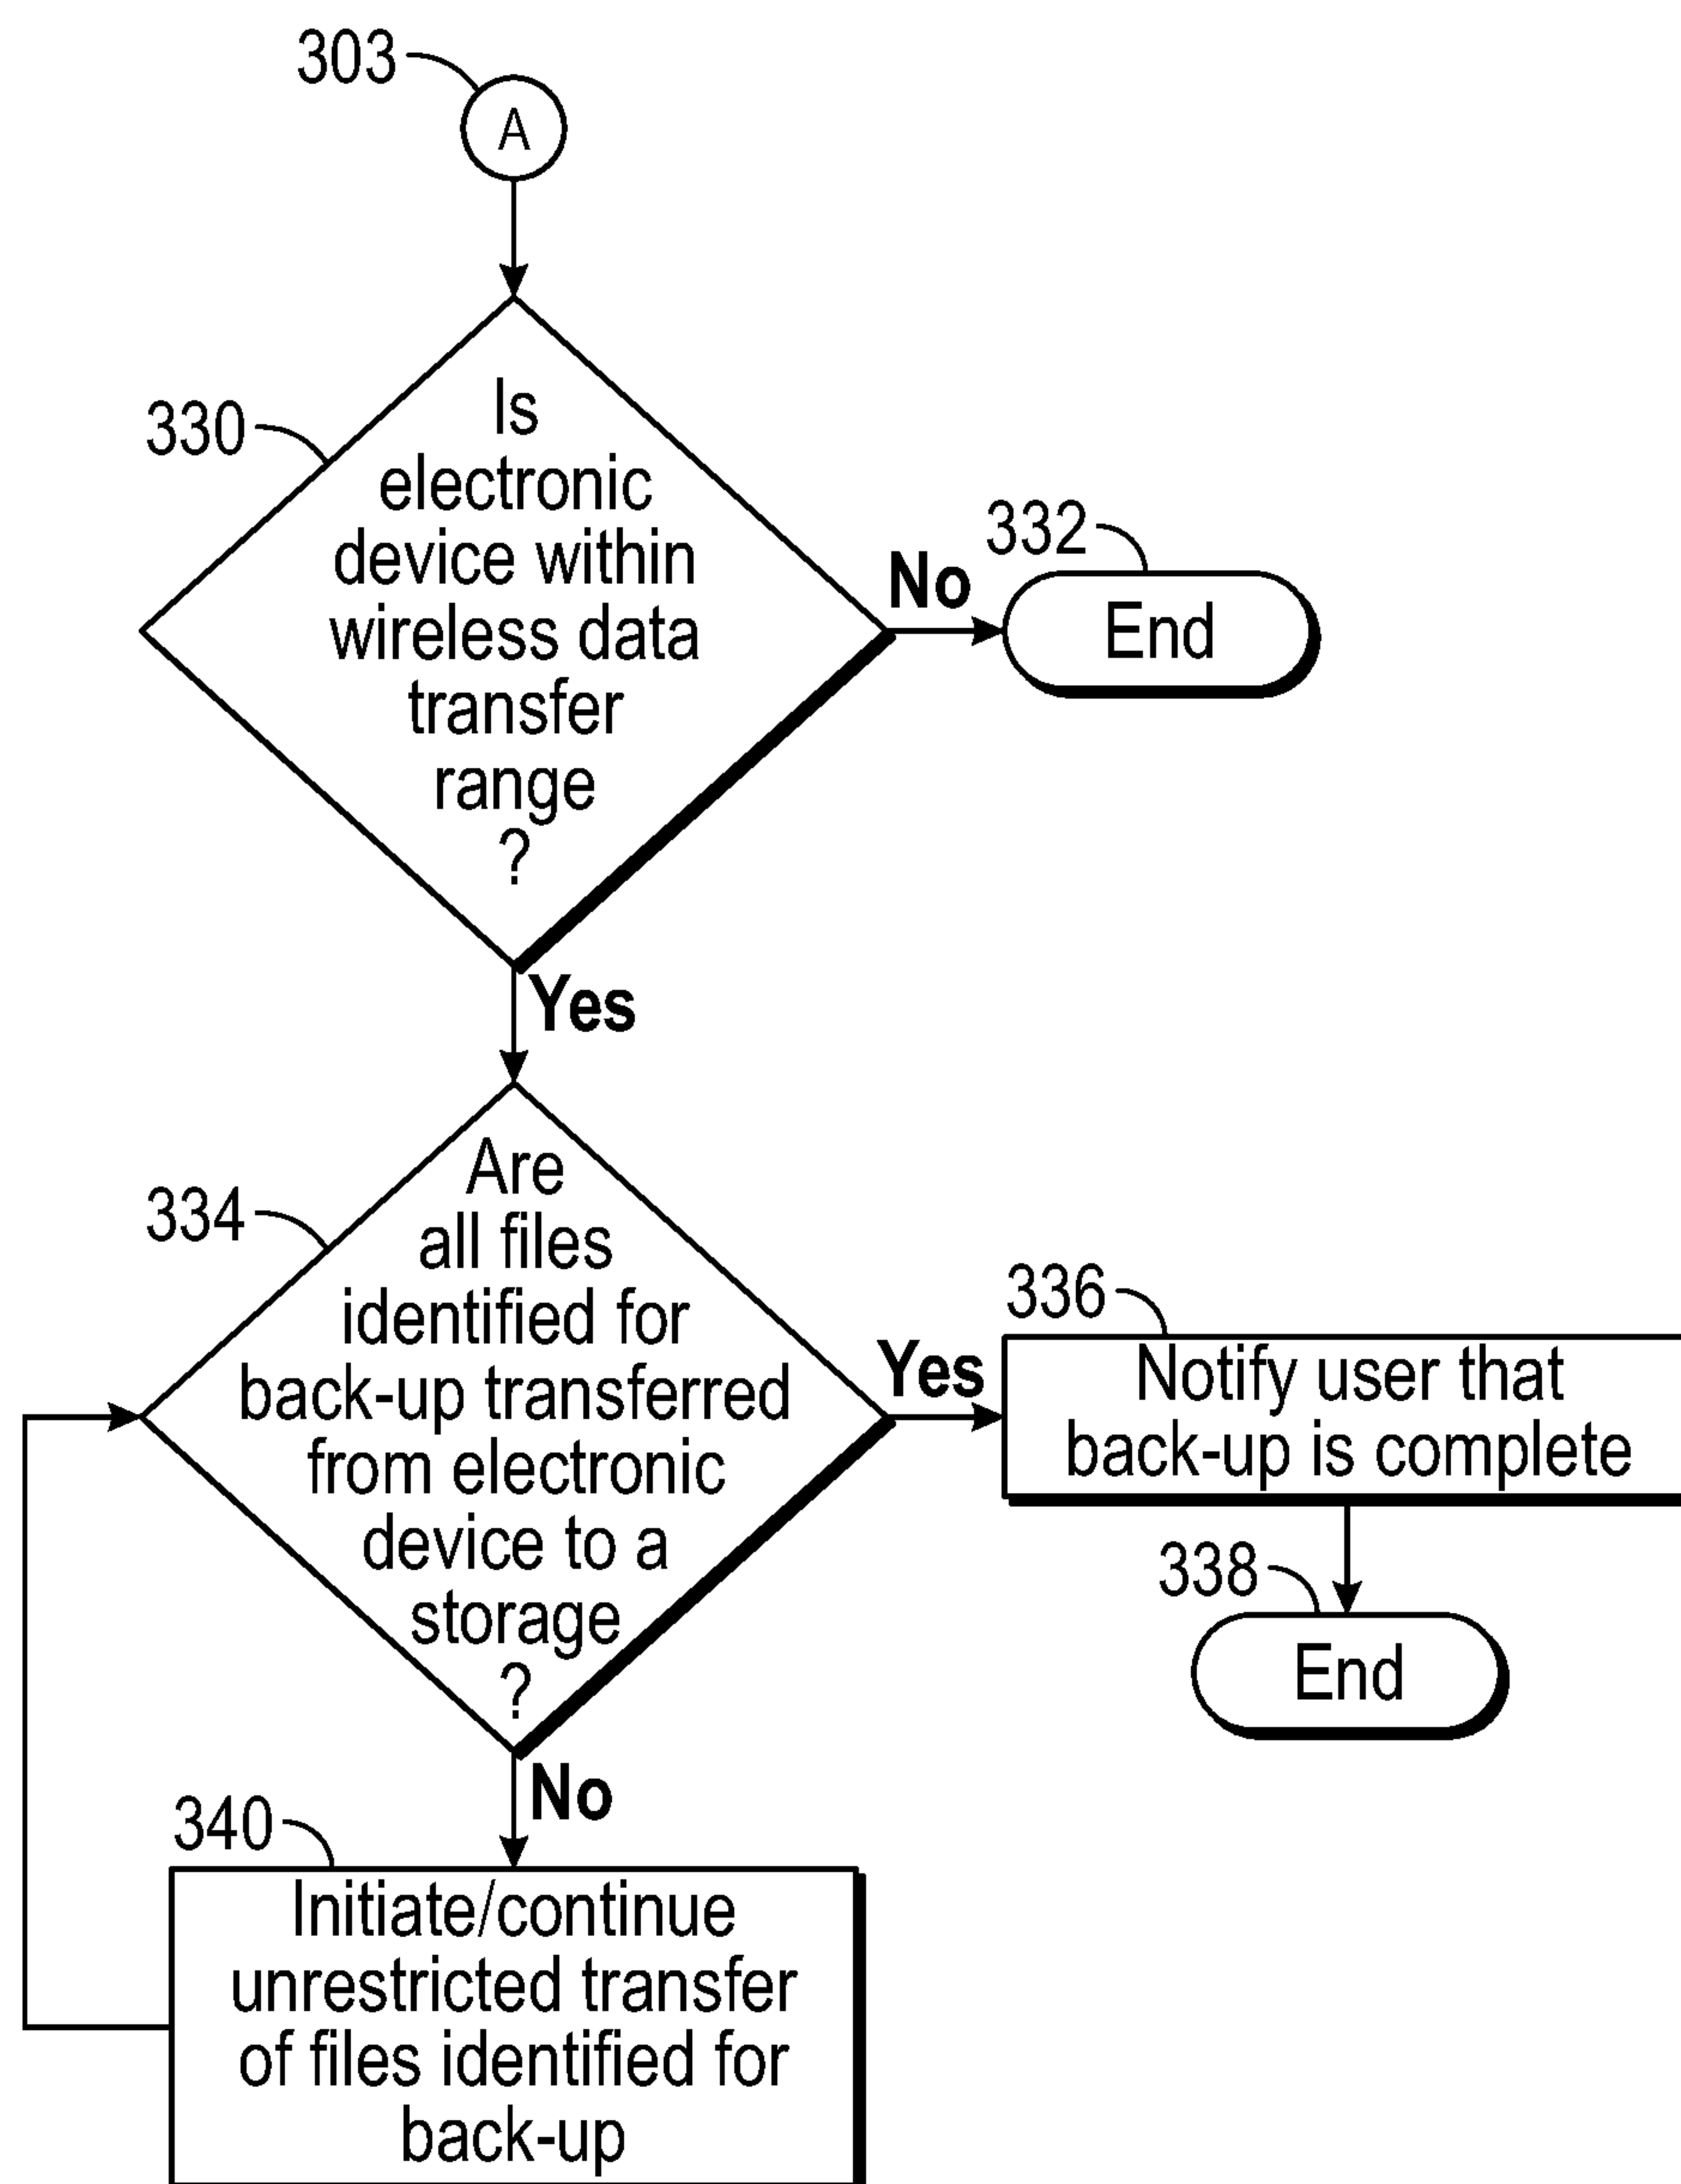 303
A
330
Is
electronic
device within
wireless data
transfer
range
?
No
332
End
Yes
334
Are
all files
identified for
back-up transferred
from electronic
device to a
storage
?
Yes
336
Notify user that
back-up is complete
338
End
No
340
Initiate/continue
unrestricted transfer
of files identified for
back-up